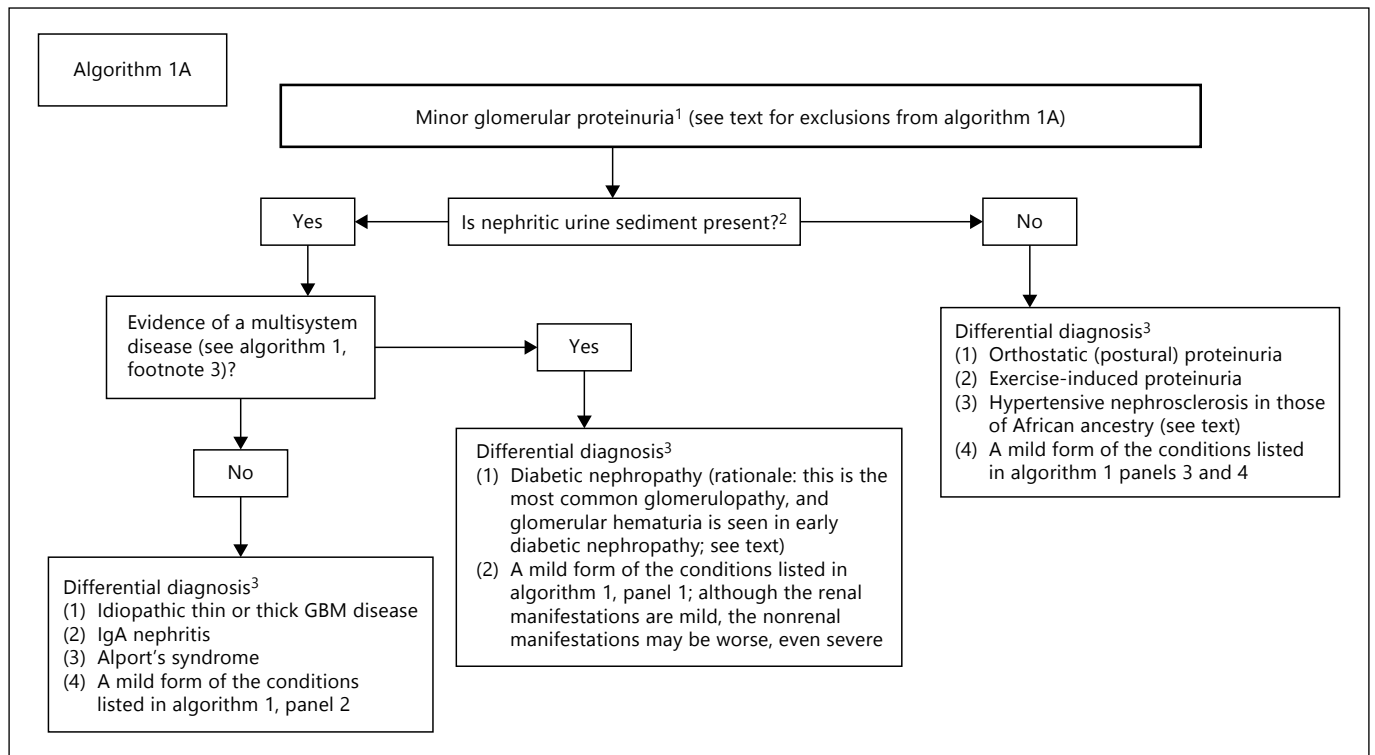 Algorithm 1A
Minor glomerular proteinuria¹ (see text for exclusions from algorithm 1A)
Yes
Is nephritic urine sediment present?²
No
Evidence of a multisystem
disease (see algorithm 1,
footnote 3)?
Yes
No
Differential diagnosis³
(1) Orthostatic (postural) proteinuria
(2) Exercise-induced proteinuria
(3) Hypertensive nephrosclerosis in those
of African ancestry (see text)
(4) A mild form of the conditions listed
in algorithm 1 panels 3 and 4
Differential diagnosis³
(1) Diabetic nephropathy (rationale: this is the
most common glomerulopathy, and
glomerular hematuria is seen in early
diabetic nephropathy; see text)
(2) A mild form of the conditions listed in
algorithm 1, panel 1; although the renal
manifestations are mild, the nonrenal
manifestations may be worse, even severe
Differential diagnosis³
(1) Idiopathic thin or thick GBM disease
(2) IgA nephritis
(3) Alport’s syndrome
(4) A mild form of the conditions
listed in algorithm 1, panel 2